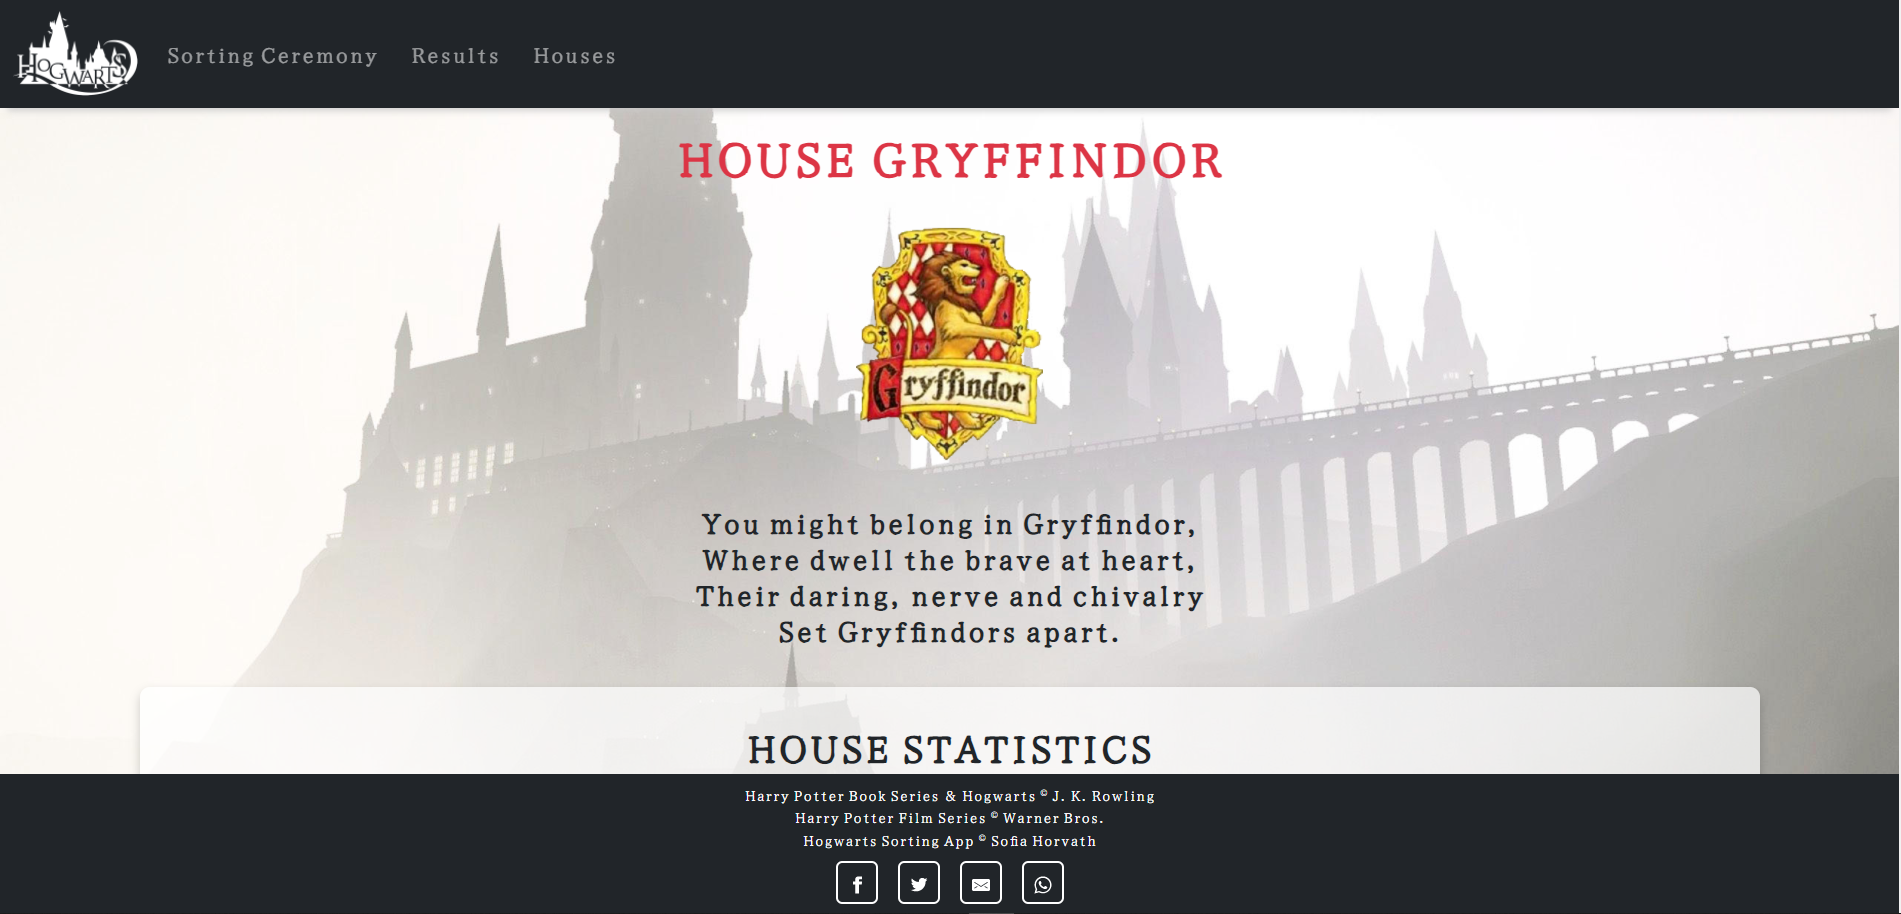 HOGWARTS
Sorting Ceremony
Results
Houses
HOUSE GRYFFINDOR
Gryffindor
You might belong in Gryffindor,
Where dwell the brave at heart,
Their daring, nerve and chivalry
Set Gryffindors apart.
HOUSE STATISTICS
Harry Potter Book Series & Hogwarts © J. K. Rowling
Harry Potter Film Series © Warner Bros.
Hogwarts Sorting App © Sofia Horvath